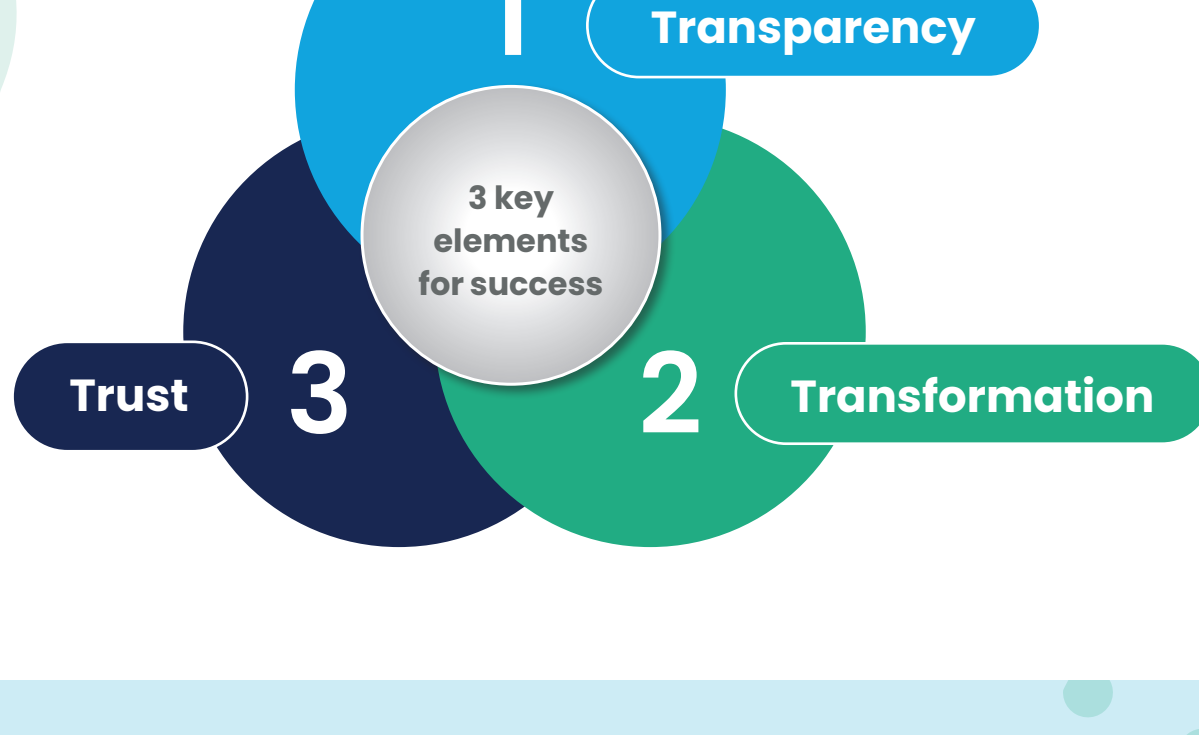 1
Transparency
3 key
elements
for success
Trust
3
2
Transformation